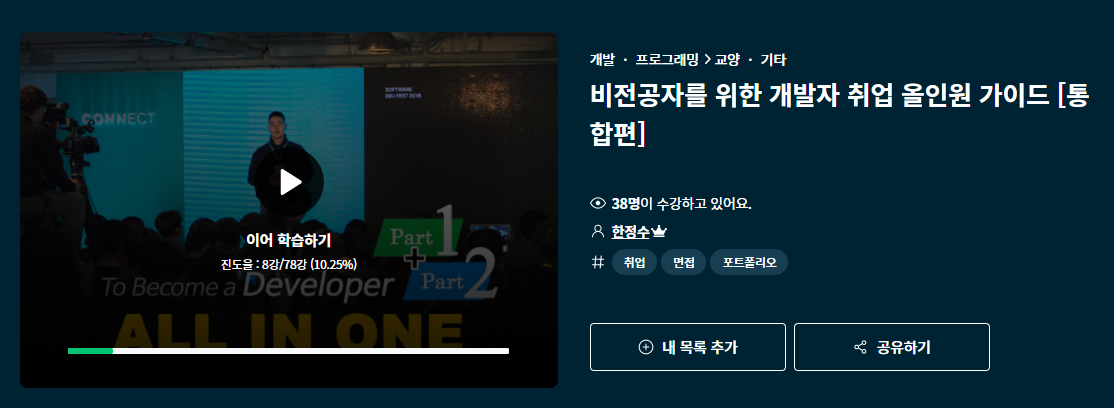 CONNECT
SOFTWARE
EDU FEST 2018
이어 학습하기
진도율 : 8강/78강 (10.25%)
Part 1
+
Part 2
To Become a Developer
ALL IN ONE
개발 · 프로그래밍 > 교양 · 기타
비전공자를 위한 개발자 취업 올인원 가이드 [통
합편]
38명이 수강하고 있어요.
한정수
취업 면접 포트폴리오
내 목록 추가
공유하기